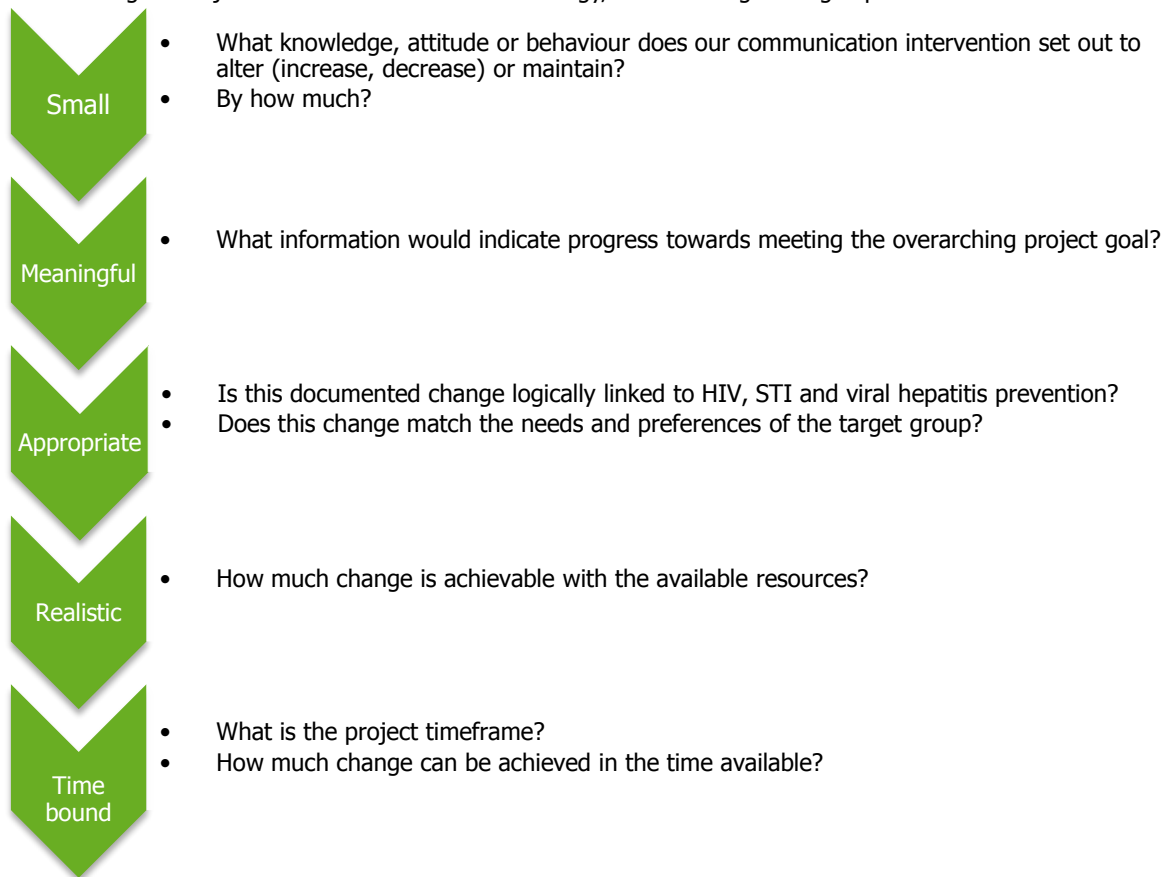 Small
• What knowledge, attitude or behaviour does our communication intervention set out to
alter (increase, decrease) or maintain?
• By how much?
Meaningful
• What information would indicate progress towards meeting the overarching project goal?
Appropriate
• Is this documented change logically linked to HIV, STI and viral hepatitis prevention?
• Does this change match the needs and preferences of the target group?
Realistic
• How much change is achievable with the available resources?
Time
bound
• What is the project timeframe?
• How much change can be achieved in the time available?